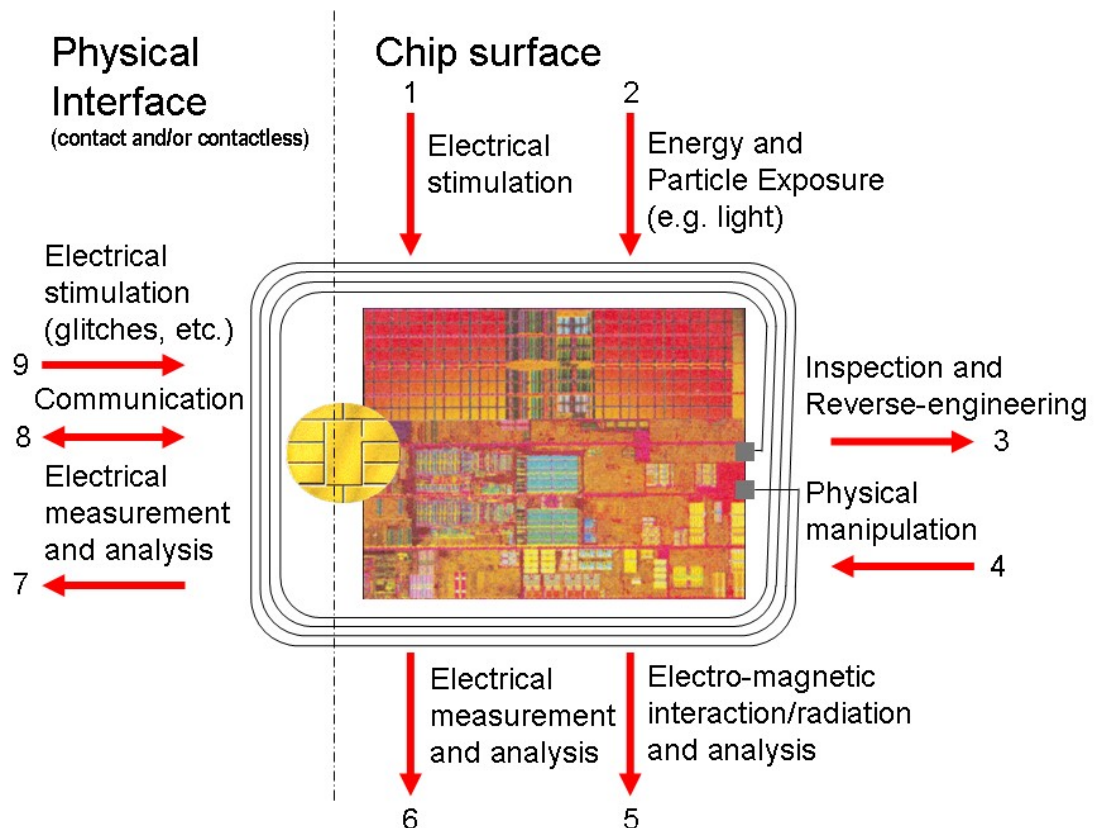 Physical
Interface
(contact and/or contactless)
Chip surface
1
Electrical
stimulation
2
Energy and
Particle Exposure
(e.g. light)
Electrical
stimulation
(glitches, etc.)
9
Communication
8
Electrical
measurement
and analysis
7
Inspection and
Reverse-engineering
3
Physical
manipulation
4
Electrical
measurement
and analysis
6
Electro-magnetic
interaction/radiation
and analysis
5